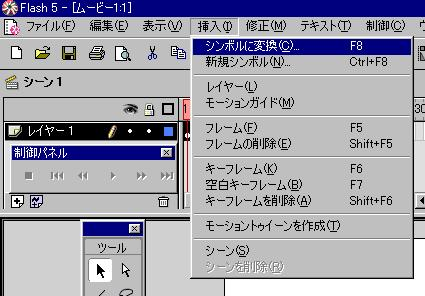 Flash 5 - [ムービー1:1]
ファイル(F) 編集(E) 表示(V) 挿入(I) 修正(M) テキスト(T) 制御(C)
シンボルに変換(C)... F8
新規シンボル(N)... Ctrl+F8
シーン 1
レイヤー(L)
モーションガイド(M)
レイヤー 1
フレーム(F) F5
フレームの削除(E) Shift+F5
制御パネル
キーフレーム(K) F6
空白キーフレーム(B) F7
キーフレームを削除(A) Shift+F6
モーショントゥイーンを作成(T)
ツール
シーン(S)
シーンを削除(R)